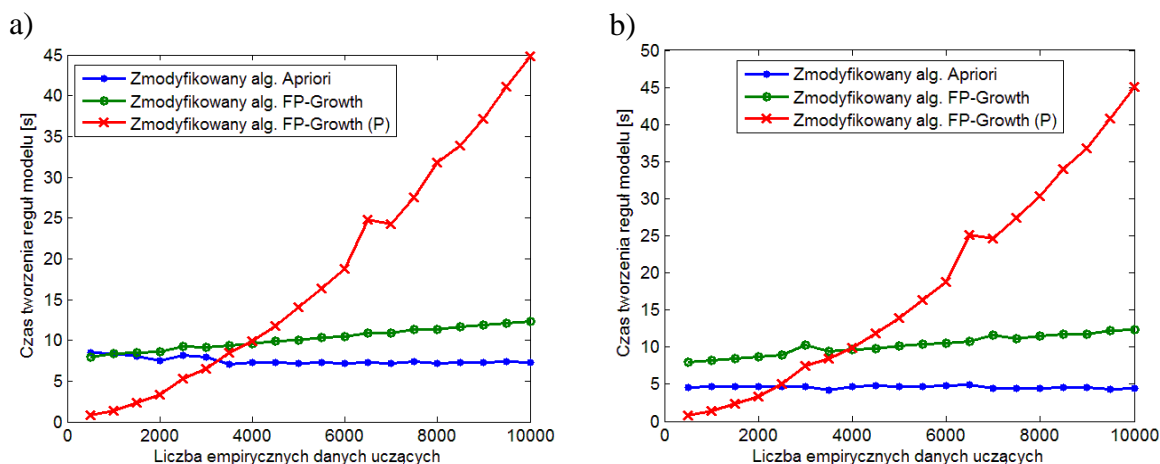 a)
45
40
35
30
25
20
15
10
5
0
Czas tworzenia reguł modelu [s]
Zmodyfikowany alg. Apriori
Zmodyfikowany alg. FP-Growth
Zmodyfikowany alg. FP-Growth (P)
0 2000 4000 6000 8000 10000
Liczba empirycznych danych uczących
b)
50
45
40
35
30
25
20
15
10
5
0
Czas tworzenia reguł modelu [s]
Zmodyfikowany alg. Apriori
Zmodyfikowany alg. FP-Growth
Zmodyfikowany alg. FP-Growth (P)
0 2000 4000 6000 8000 10000
Liczba empirycznych danych uczących